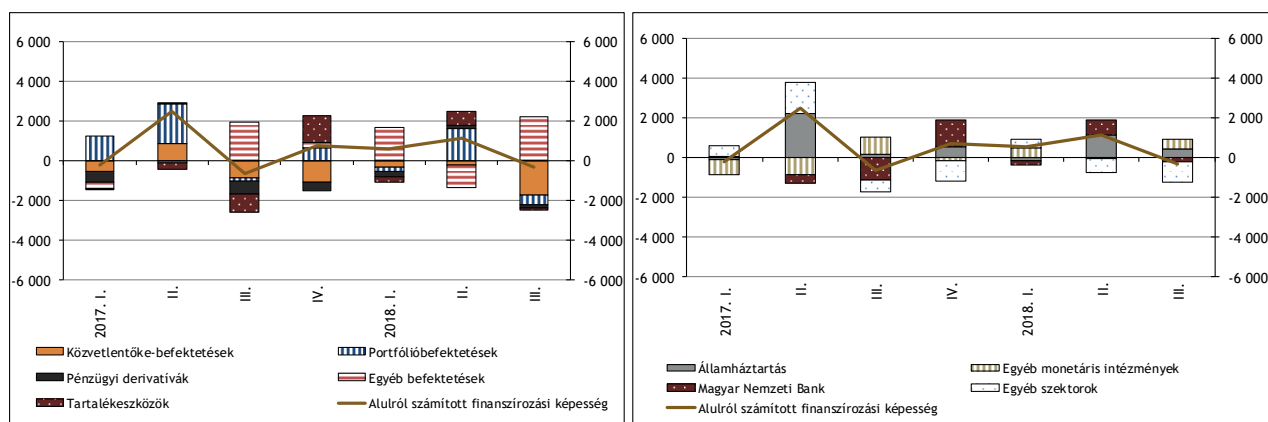 6 000 6 000
4 000 4 000
2 000 2 000
0 0
-2 000 -2 000
-4 000 -4 000
-6 000 -6 000
2017. I. II. III. IV. 2018. I. II. III.
Közvetlentőke-befektetések Portfólióbefektetések
Pénzügyi derivatívák Egyéb befektetések
Tartalékeszközök Alulról számított finanszírozási képesség
6 000 6 000
4 000 4 000
2 000 2 000
0 0
-2 000 -2 000
-4 000 -4 000
-6 000 -6 000
2017. I. II. III. IV. 2018. I. II. III.
Államháztartás Egyéb monetáris intézmények
Magyar Nemzeti Bank Egyéb szektorok
Alulról számított finanszírozási képesség